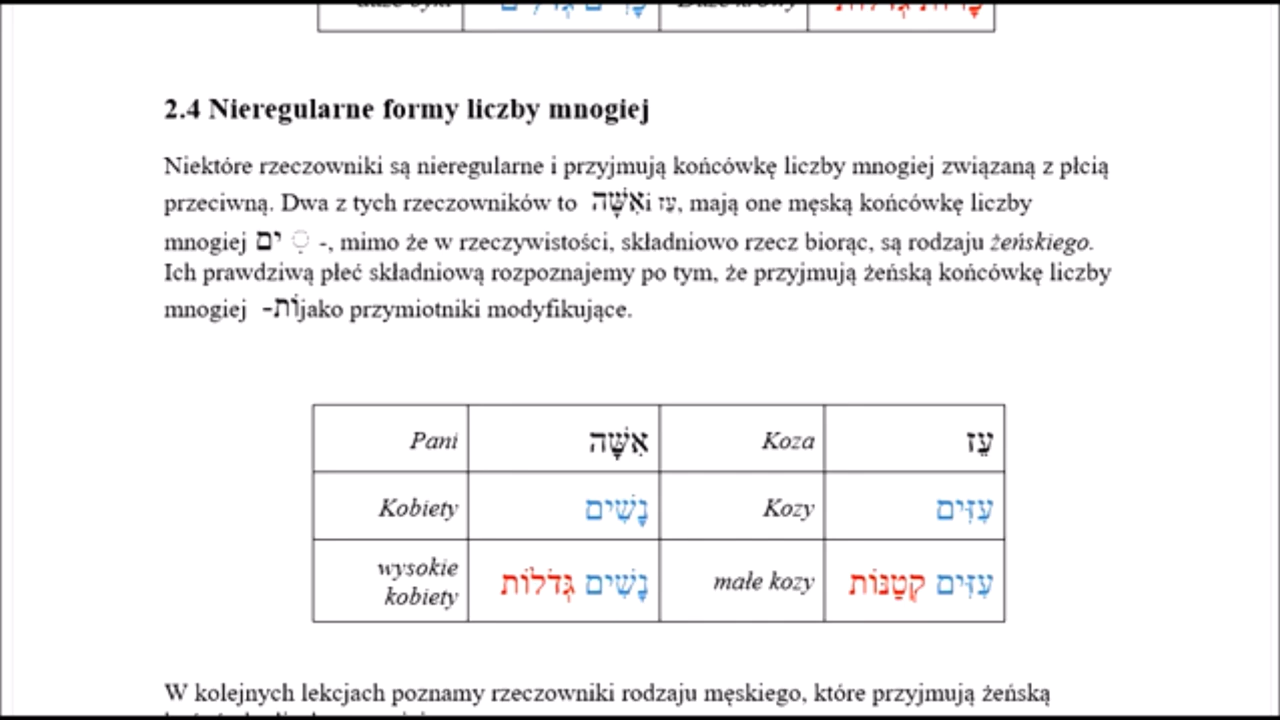 2.4 Nieregularne formy liczby mnogiej
Niektóre rzeczowniki są nieregularne i przyjmują końcówkę liczby mnogiej związaną z płcią
przeciwną. Dwa z tych rzeczowników to אִשָּׁה i עֵז, mają one męską końcówkę liczby
mnogiej ִ ים -, mimo że w rzeczywistości, składniowo rzecz biorąc, są rodzaju żeńskiego.
Ich prawdziwą płeć składniową rozpoznajemy po tym, że przyjmują żeńską końcówkę liczby
mnogiej -וֹת jako przymiotniki modyfikujące.
Pani אִשָּׁה Koza עֵז
Kobiety נָשִׁים Kozy עִזִּים
wysokie
kobiety נָשִׁים גְּדֹלוֹת małe kozy עִזִּים קְטַנּוֹת
W kolejnych lekcjach poznamy rzeczowniki rodzaju męskiego, które przyjmują żeńską